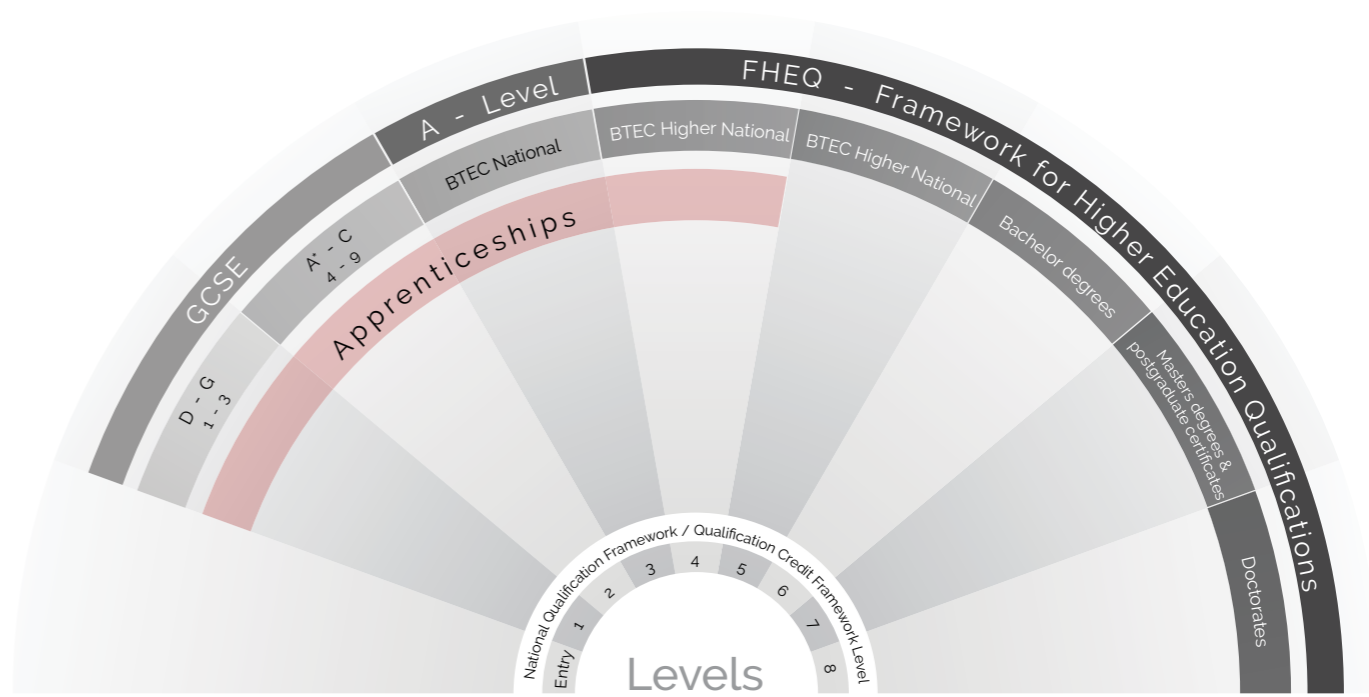 GCSE
A - Level
FHEQ - Framework for Higher Education Qualifications
D - G
1 - 3
A* - C
4 - 9
BTEC National
BTEC Higher National
BTEC Higher National
Bachelor degrees
Masters degrees &
postgraduate certificates
Doctorates
Apprenticeships
National Qualification Framework / Qualification Credit Framework Level
Entry
1
2
3
4
5
6
7
8
Levels